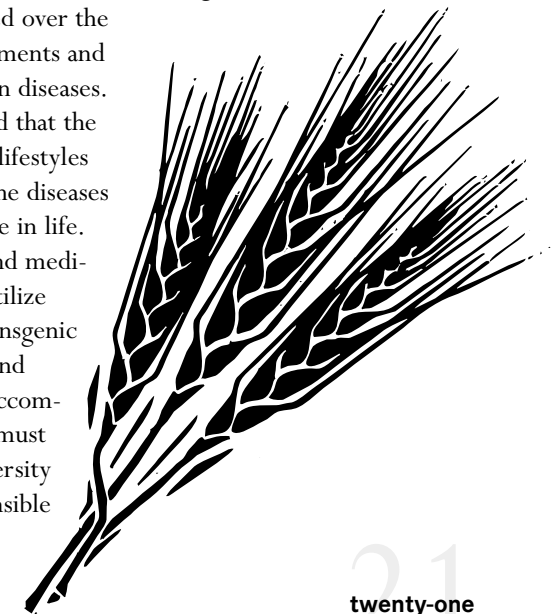 d over the
ments and
n diseases.
d that the
lifestyles
ne diseases
e in life.
nd medi-
tilize
nsgenic
nd
ccom-
must
ersity
nsible
21
twenty-one